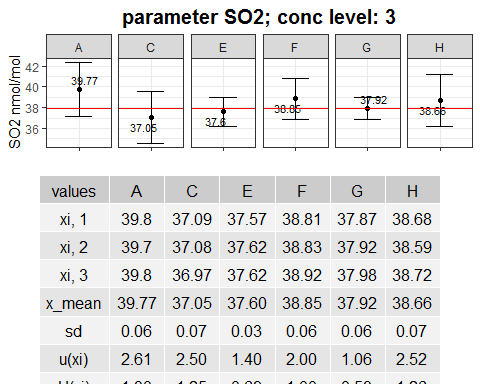 parameter SO2; conc level: 3
A C E F G H
SO2 nmol/mol
42
40
38
36
39.77 37.05 37.6 38.85 37.92 38.66
values A C E F G H
xi, 1 39.8 37.09 37.57 38.81 37.87 38.68
xi, 2 39.7 37.08 37.62 38.83 37.92 38.59
xi, 3 39.8 36.97 37.62 38.92 37.98 38.72
x_mean 39.77 37.05 37.60 38.85 37.92 38.66
sd 0.06 0.07 0.03 0.06 0.06 0.07
u(xi) 2.61 2.50 1.40 2.00 1.06 2.52